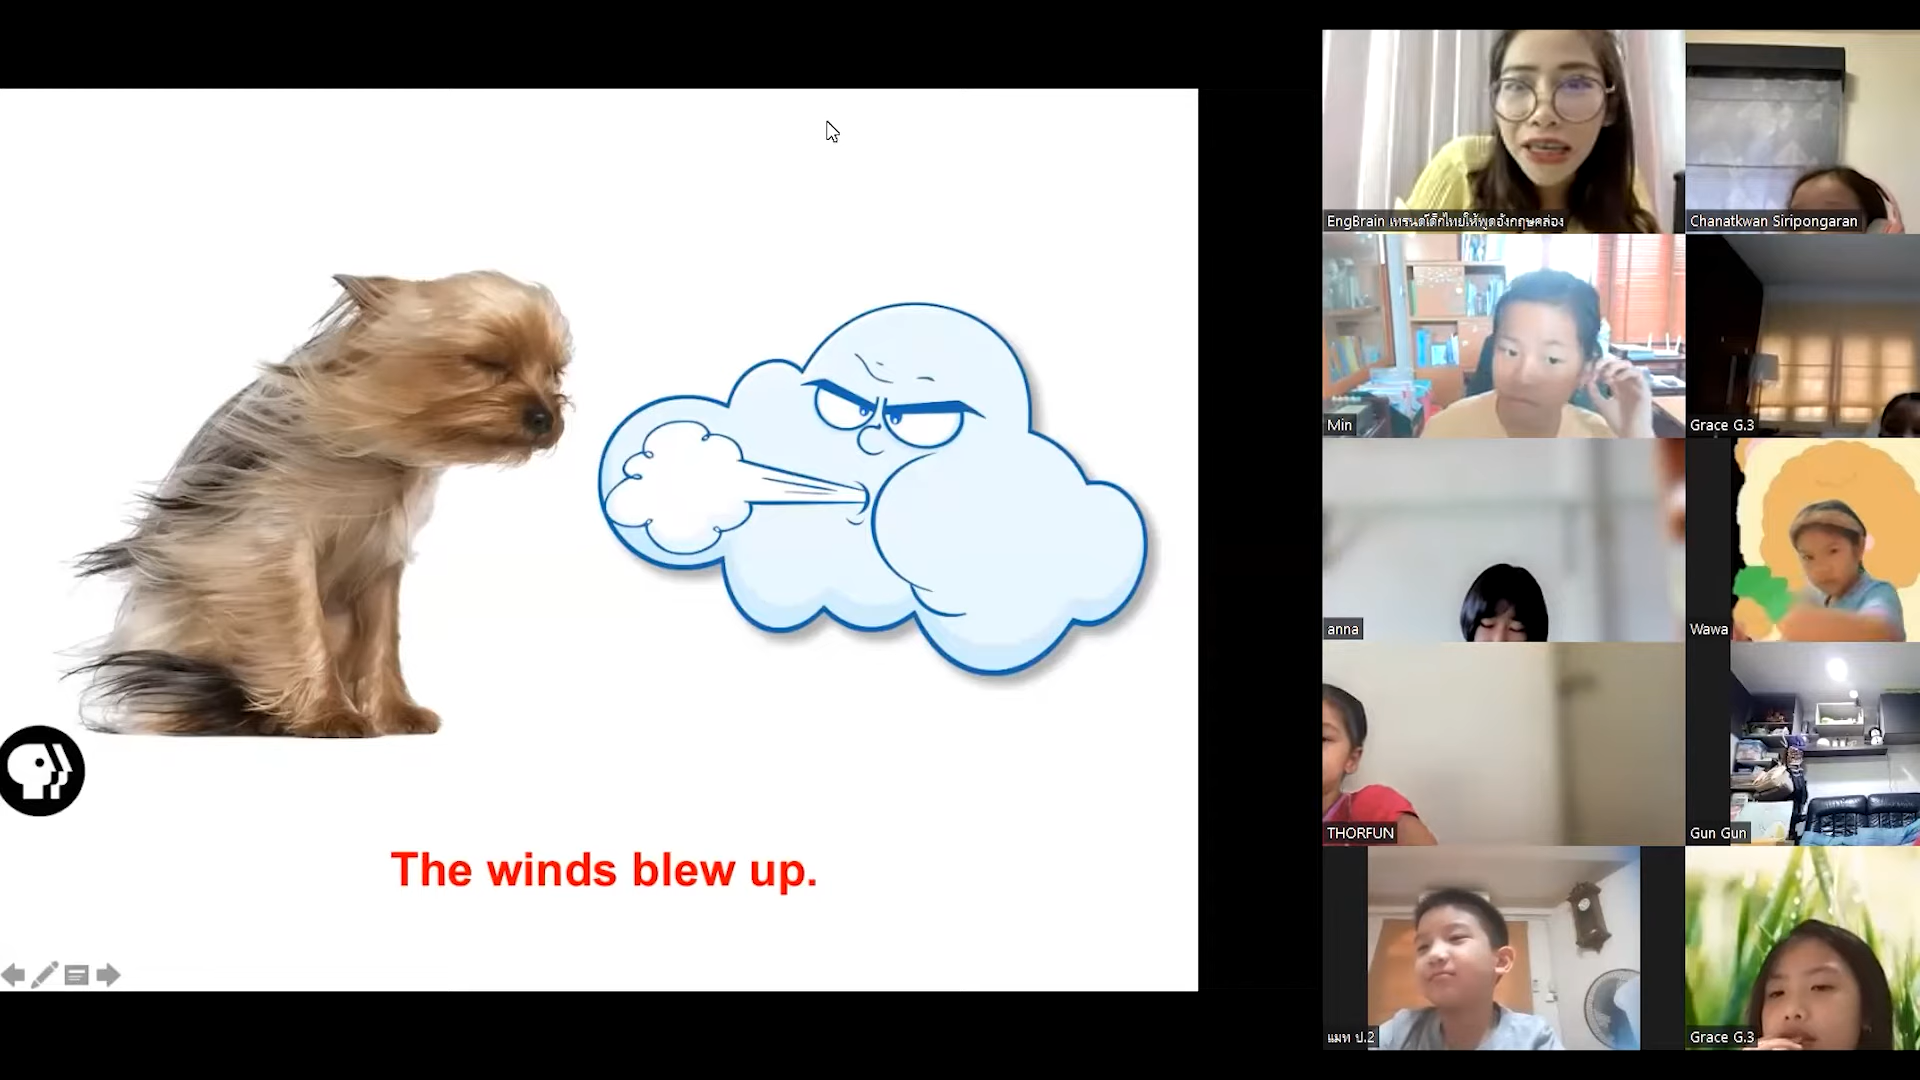 The winds blew up.
EngBrain เทรนด์เด็กไทยให้พูดอังกฤษคล่อง
Chanatkwan Siripongaran
Min
Grace G.3
anna
Wawa
THORFUN
Gun Gun
แมท ป.2
Grace G.3